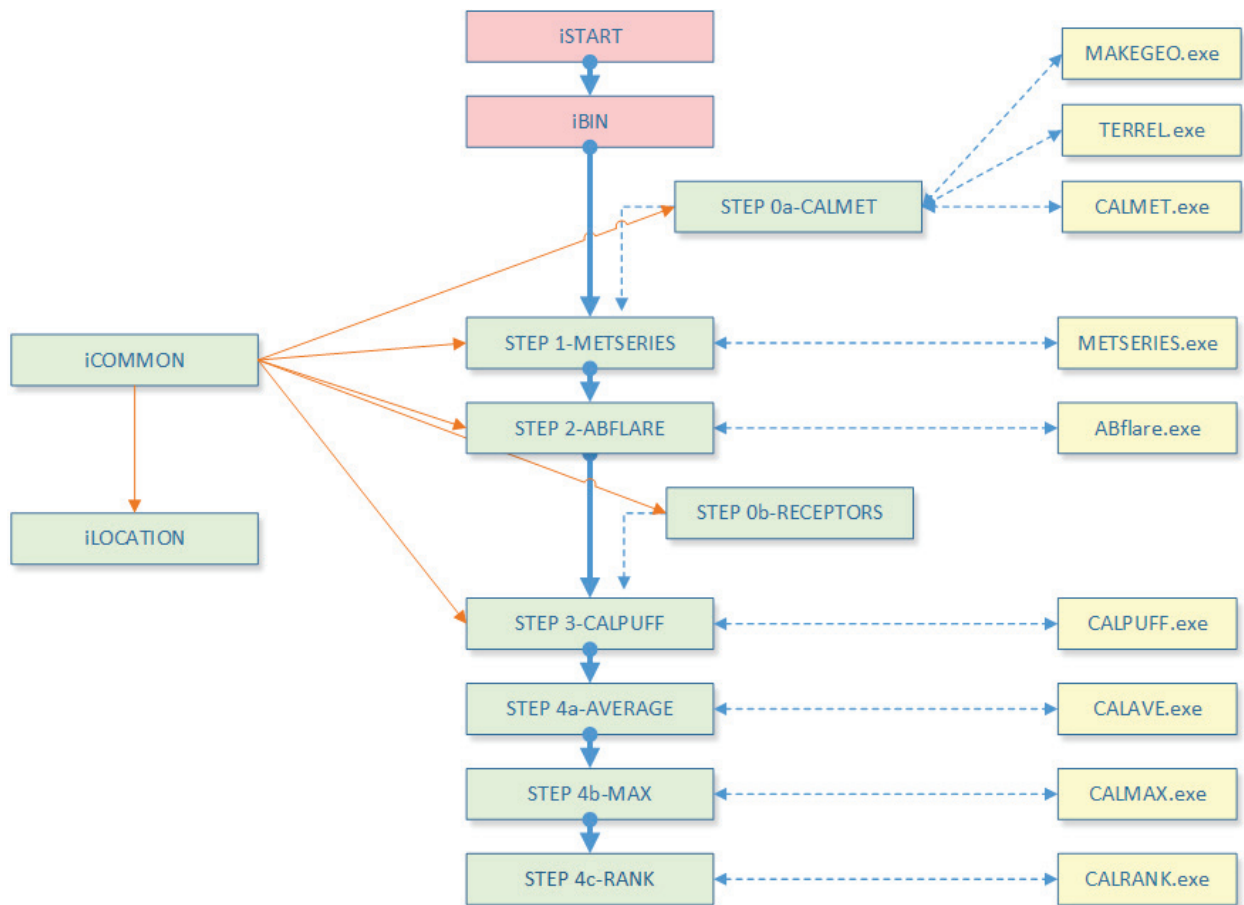 iSTART
MAKEGEO.exe
iBIN
TERREL.exe
STEP 0a-CALMET
CALMET.exe
iCOMMON
STEP 1-METSERIES
METSERIES.exe
STEP 2-ABFLARE
ABflare.exe
STEP 0b-RECEPTORS
iLOCATION
STEP 3-CALPUFF
CALPUFF.exe
STEP 4a-AVERAGE
CALAVE.exe
STEP 4b-MAX
CALMAX.exe
STEP 4c-RANK
CALRANK.exe